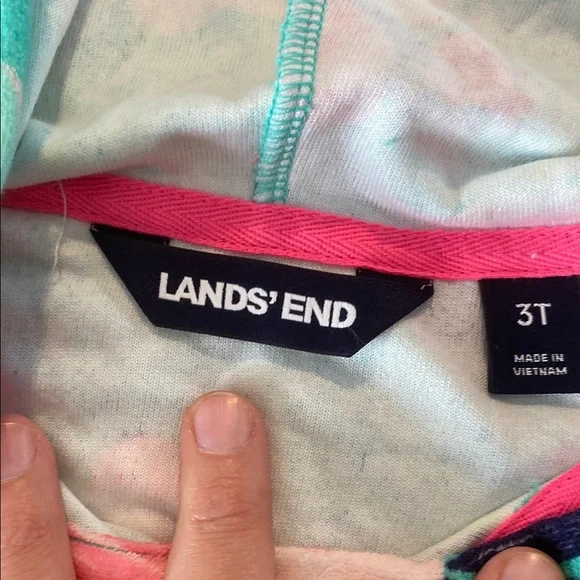 LANDS' END
3T
MADE IN
VIETNAM